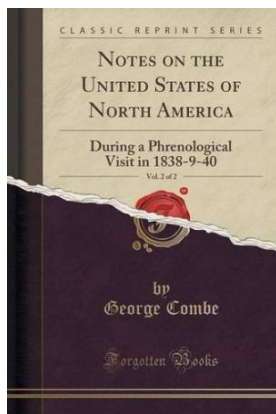 CLASSIC REPRINT SERIES
NOTES ON THE
UNITED STATES OF
NORTH AMERICA
During a Phrenological
Visit in 1838-9-40
Vol. 2 of 2
by
George Combe
Forgotten Books